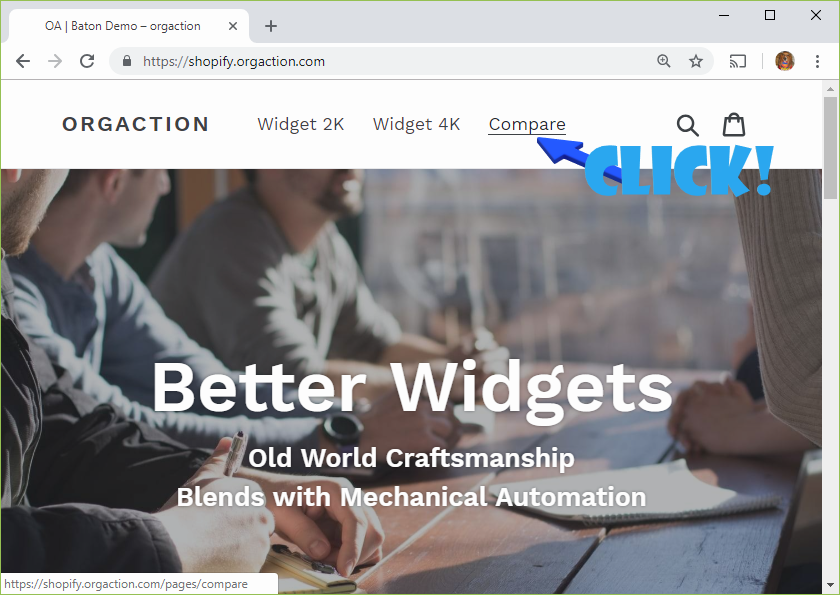 OA | Baton Demo – orgaction
https://shopify.orgaction.com
ORGACTION Widget 2K Widget 4K Compare
CLICK!
Better Widgets
Old World Craftsmanship
Blends with Mechanical Automation
https://shopify.orgaction.com/pages/compare